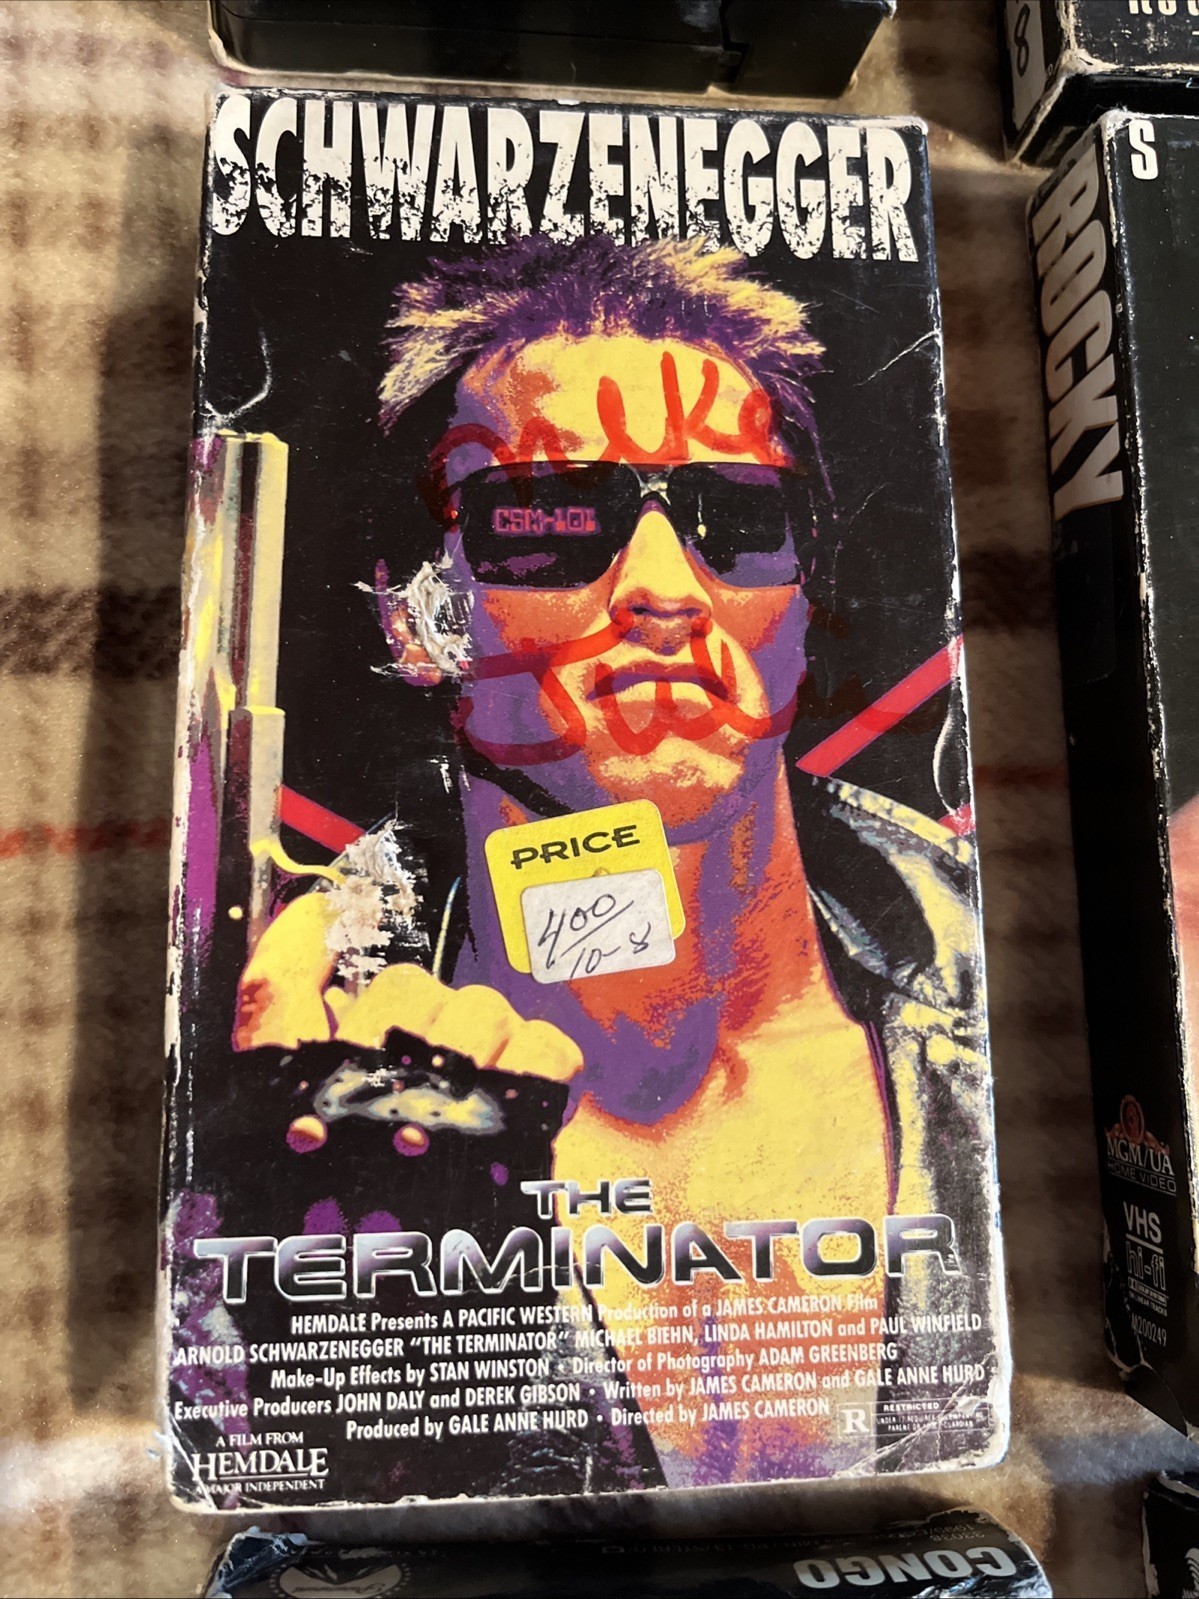 SCHWARZENEGGER
Mike
CSM-101
PRICE
400
10-8
THE
TERMINATOR
HEMDALE Presents A PACIFIC WESTERN Production of a JAMES CAMERON Film
ARNOLD SCHWARZENEGGER "THE TERMINATOR" MICHAEL BIEHN, LINDA HAMILTON and PAUL WINFIELD
Make-Up Effects by STAN WINSTON • Director of Photography ADAM GREENBERG
Executive Producers JOHN DALY and DEREK GIBSON • Written by JAMES CAMERON and GALE ANNE HURD
Produced by GALE ANNE HURD • Directed by JAMES CAMERON
R RESTRICTED
A FILM FROM
HEMDALE
A MAJOR INDEPENDENT
8
S
ROCKY
MGM/UA
HOME VIDEO
VHS
hi-fi
M200249
CONGO